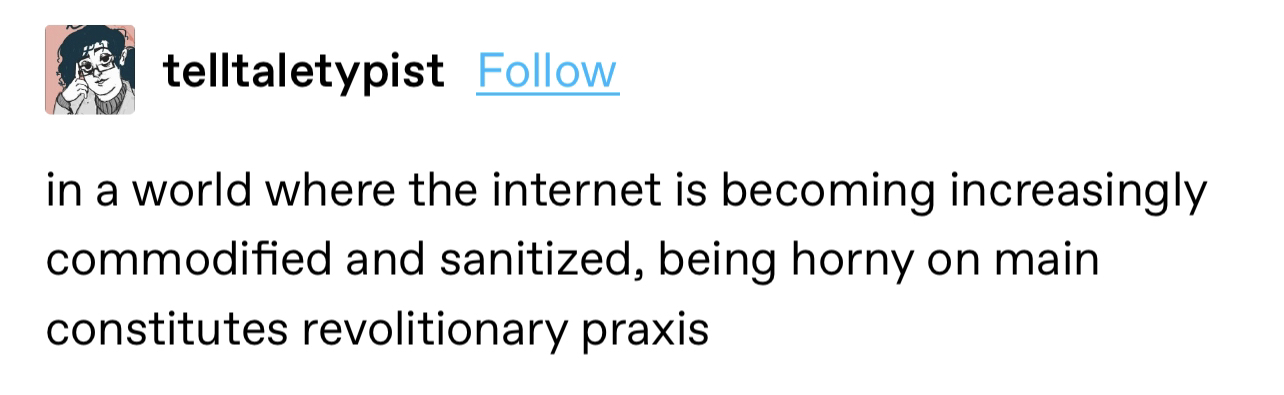 telltaletypist Follow
in a world where the internet is becoming increasingly
commodified and sanitized, being horny on main
constitutes revolitionary praxis